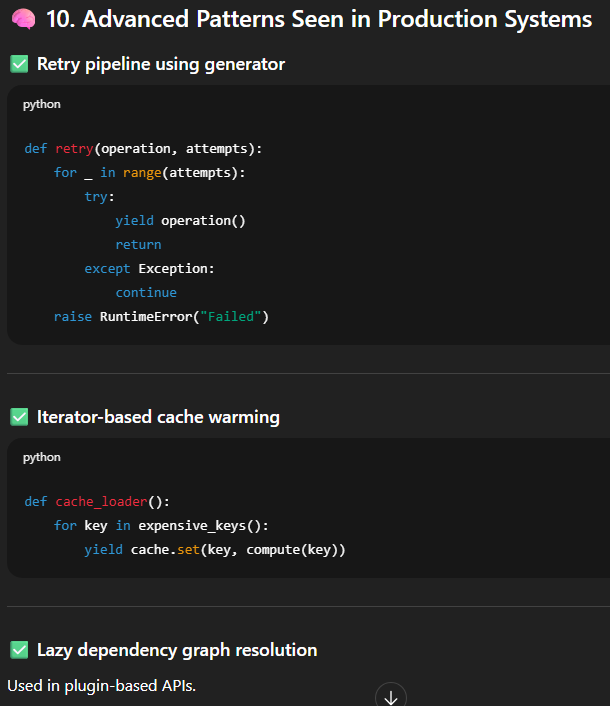 🧠 10. Advanced Patterns Seen in Production Systems
✅ Retry pipeline using generator
python
def retry(operation, attempts):
    for _ in range(attempts):
        try:
            yield operation()
            return
        except Exception:
            continue
    raise RuntimeError("Failed")
✅ Iterator-based cache warming
python
def cache_loader():
    for key in expensive_keys():
        yield cache.set(key, compute(key))
✅ Lazy dependency graph resolution
Used in plugin-based APIs.